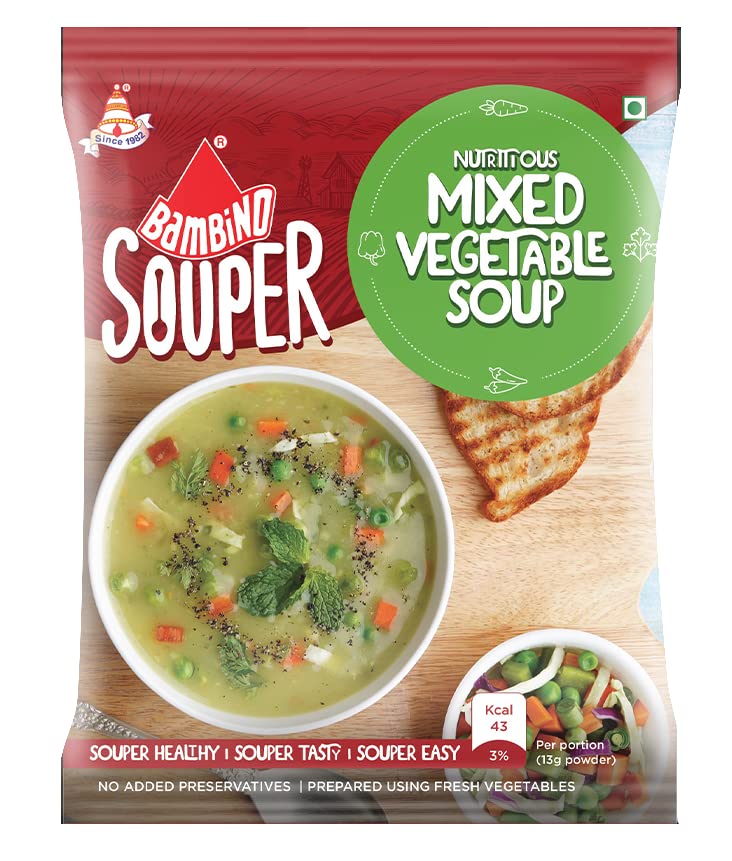 ®
Since 1982
®
BAMBINO
SOUPER
NUTRITIOUS
MIXED
VEGETABLE
SOUP
Kcal
43
3%
Per portion
(13g powder)
SOUPER HEALTHY | SOUPER TASTY | SOUPER EASY
NO ADDED PRESERVATIVES | PREPARED USING FRESH VEGETABLES